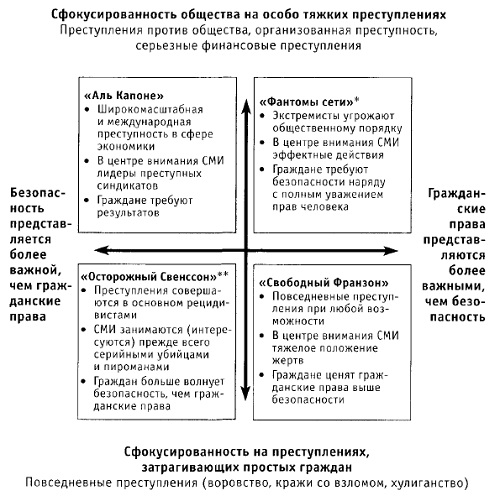 Сфокусированность общества на особо тяжких преступлениях
Преступления против общества, организованная преступность,
серьезные финансовые преступления
«Аль Капоне»
• Широкомасштабная
и международная
преступность в сфере
экономики
• В центре внимания СМИ
лидеры преступных
синдикатов
• Граждане требуют
результатов
«Фантомы сети»*
• Экстремисты угрожают
общественному порядку
• В центре внимания СМИ
эффектные действия
• Граждане требуют
безопасности наряду
с полным уважением
прав человека
Безопас-
ность
представ-
ляется
более
важной,
чем граж-
данские
права
Граждан-
ские
права
представ-
ляются
более
важными,
чем безо-
пасность
«Осторожный Свенссон»**
• Преступления соверша-
ются в основном рециди-
вистами
• СМИ занимаются (интере-
суются) прежде всего
серийными убийцами
и пироманами
• Граждан больше волнует
безопасность, чем граж-
данские права
«Свободный Франзон»
• Повседневные преступ-
ления при любой воз-
можности
• В центре внимания СМИ
тяжелое положение
жертв
• Граждане ценят граж-
данские права выше
безопасности
Сфокусированность на преступлениях,
затрагивающих простых граждан
Повседневные преступления (воровство, кражи со взломом, хулиганство)